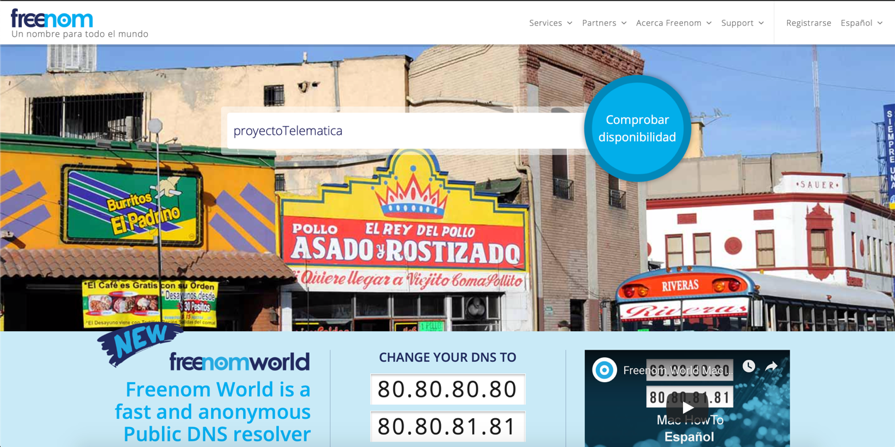 freenom
Un nombre para todo el mundo
Services Partners Acerca Freenom Support Registrarse Español
proyectoTelematica
Comprobar
disponibilidad
SAUER
Burritos
El Padrino
POLLO EL REY DEL POLLO
ASADO Y ROSTIZADO
Quiere llegar a Viejito Coma Pollito
El Café es Gratis con su Orden
Desayunos desde
30 Pesitos
RIVERAS
Riveras
SIEMPRE UNA
NEW
freenomworld
Freenom World is a
fast and anonymous
Public DNS resolver
CHANGE YOUR DNS TO
80.80.80.80
80.80.81.81
Freenom World Mac
80.80.80.80
80.80.81.81
Mac HowTo
Español